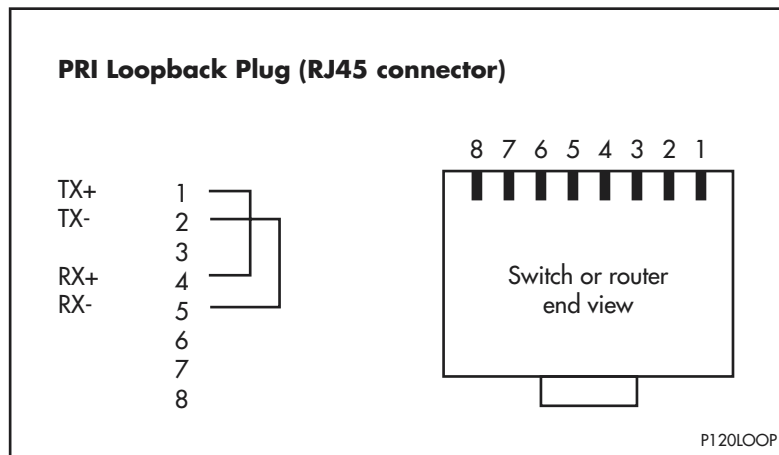 PRI Loopback Plug (RJ45 connector)
TX+ 1
TX- 2
3
RX+ 4
RX- 5
6
7
8
8 7 6 5 4 3 2 1
Switch or router
end view
P120LOOP